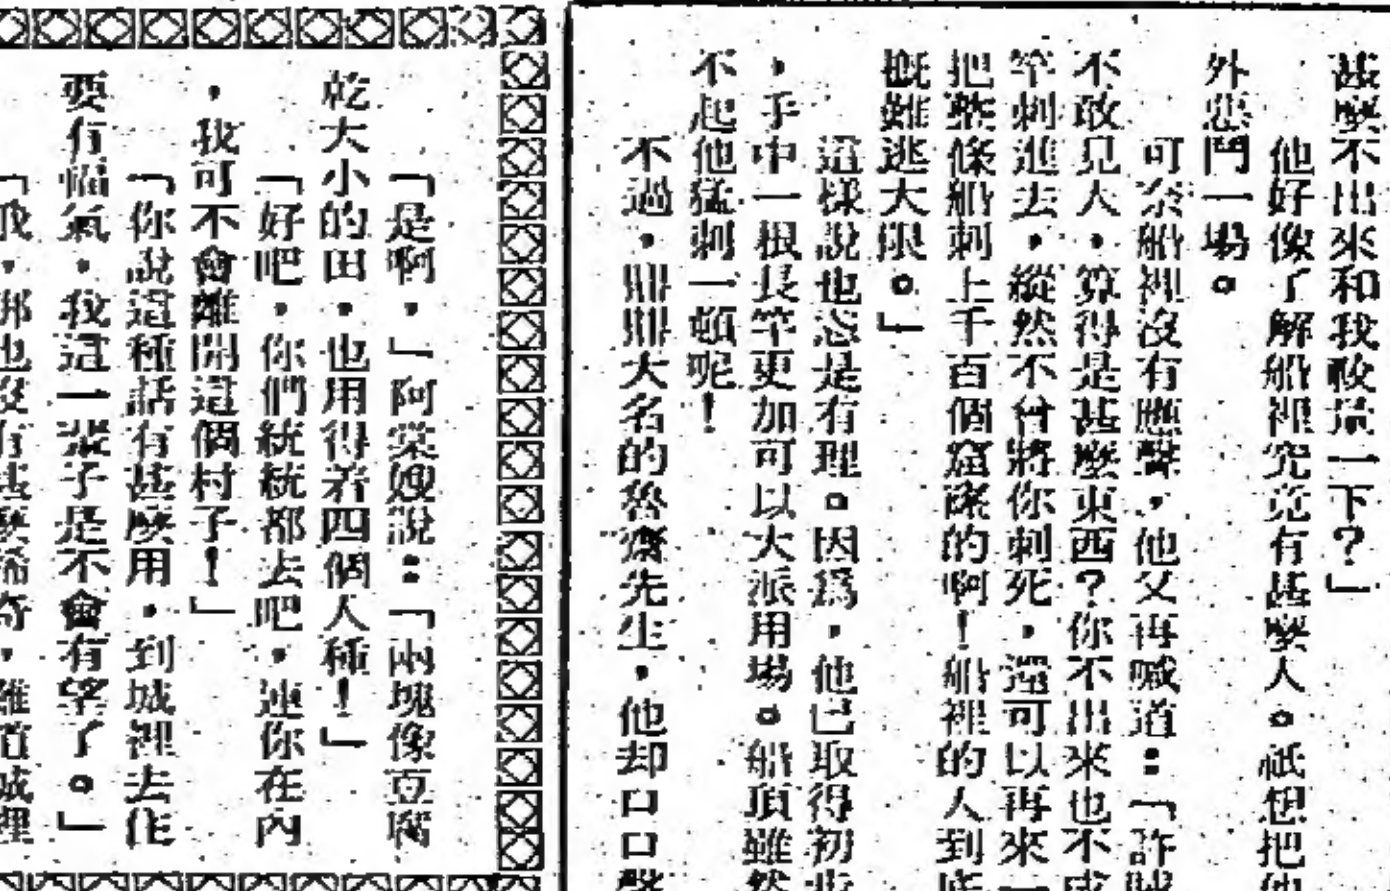 甚麼不出來和我較量一下？」
他好像了解船裡究竟有甚麼人。祇想把他
外惡鬥一場。
可奈船裡沒有應聲，他又再喊道：「許
不敢見人，算得是甚麼東西？你不出來也不成
竿刺進去，縱然不會將你刺死，還可以再來一
把整條船刺上千百個窟窿的啊！船裡的人到底
概難逃大限。」
這樣說也恣是有理。因爲，他已取得初步
，手中一根長竿更加可以大派用場。船頂雖然
不起他猛刺一頓呢！
不過，鼎鼎大名的魯齋先生，他却口口聲
「是啊，」阿棠嫂說：「兩塊像豆腐
乾大小的田，也用得着四個人種！」
「好吧，你們統統都去吧，連你在內
，我可不會離開這個村子！」
「你說這種話有甚麼用，到城裡去住
要有福氣，我這一輩子是不會有望了。」
「我，那也沒有甚麼稀奇，難道城裡